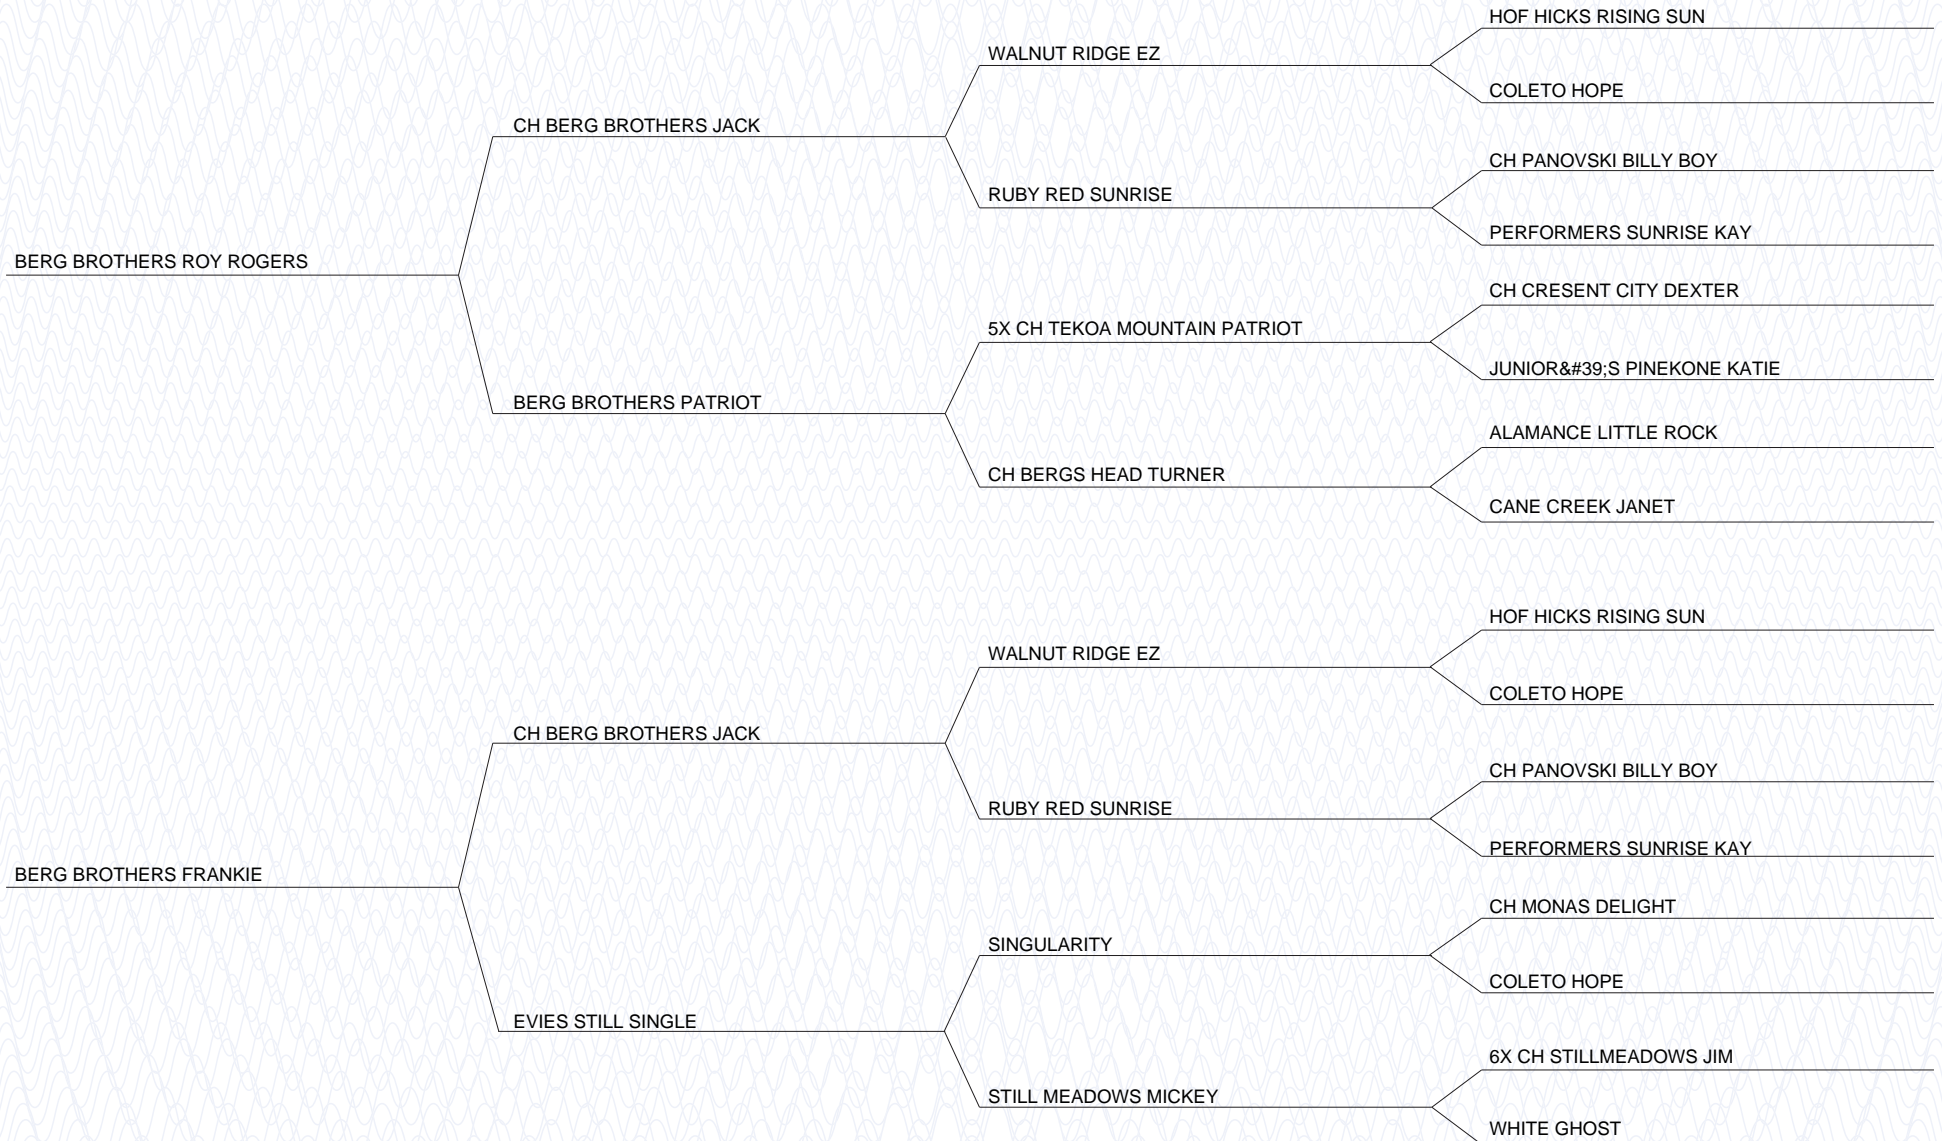 HOF HICKS RISING SUN
WALNUT RIDGE EZ
COLETO HOPE
CH BERG BROTHERS JACK
CH PANOVSKI BILLY BOY
RUBY RED SUNRISE
PERFORMERS SUNRISE KAY
BERG BROTHERS ROY ROGERS
CH CRESENT CITY DEXTER
5X CH TEKOA MOUNTAIN PATRIOT
JUNIOR&#39;S PINEKONE KATIE
BERG BROTHERS PATRIOT
ALAMANCE LITTLE ROCK
CH BERGS HEAD TURNER
CANE CREEK JANET
HOF HICKS RISING SUN
WALNUT RIDGE EZ
COLETO HOPE
CH BERG BROTHERS JACK
CH PANOVSKI BILLY BOY
RUBY RED SUNRISE
PERFORMERS SUNRISE KAY
BERG BROTHERS FRANKIE
CH MONAS DELIGHT
SINGULARITY
COLETO HOPE
EVIES STILL SINGLE
6X CH STILLMEADOWS JIM
STILL MEADOWS MICKEY
WHITE GHOST